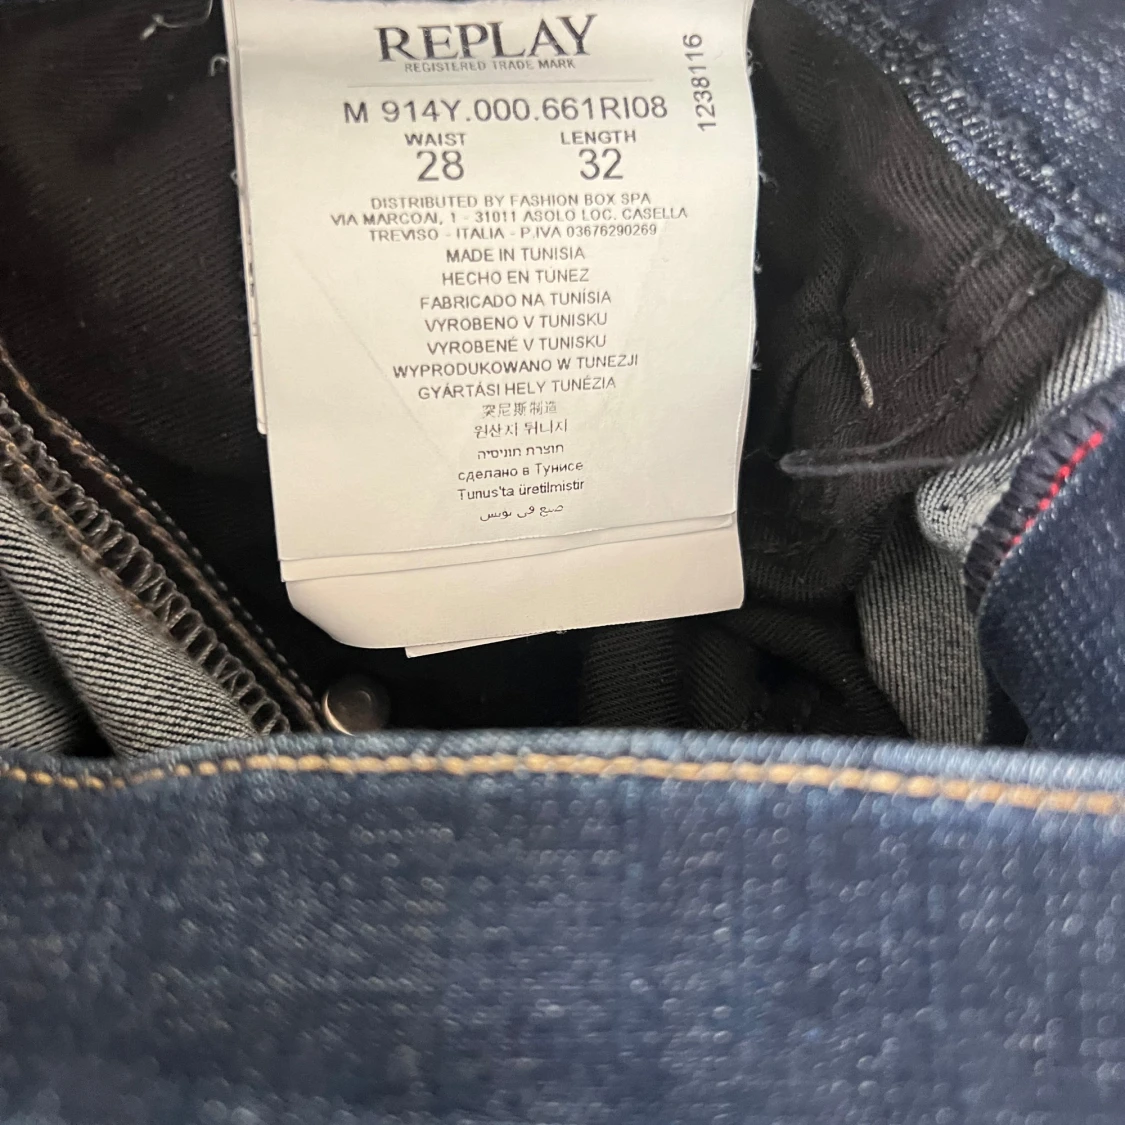 REPLAY
REGISTERED TRADE MARK
M 914Y.000.661RI08
1238116
WAIST LENGTH
28 32
DISTRIBUTED BY FASHION BOX SPA
VIA MARCONI, 1 - 31011 ASOLO LOC. CASELLA
TREVISO - ITALIA - P.IVA 03676290269
MADE IN TUNISIA
HECHO EN TÚNEZ
FABRICADO NA TUNÍSIA
VYROBENO V TUNISKU
VYROBENÉ V TUNISKU
WYPRODUKOWANO W TUNEZJI
GYÁRTÁSI HELY TUNÉZIA
突尼斯制造
원산지 튀니지
תוצרת תוניסיה
сделано в Тунисе
Tunus'ta üretilmistir
صنع في تونس